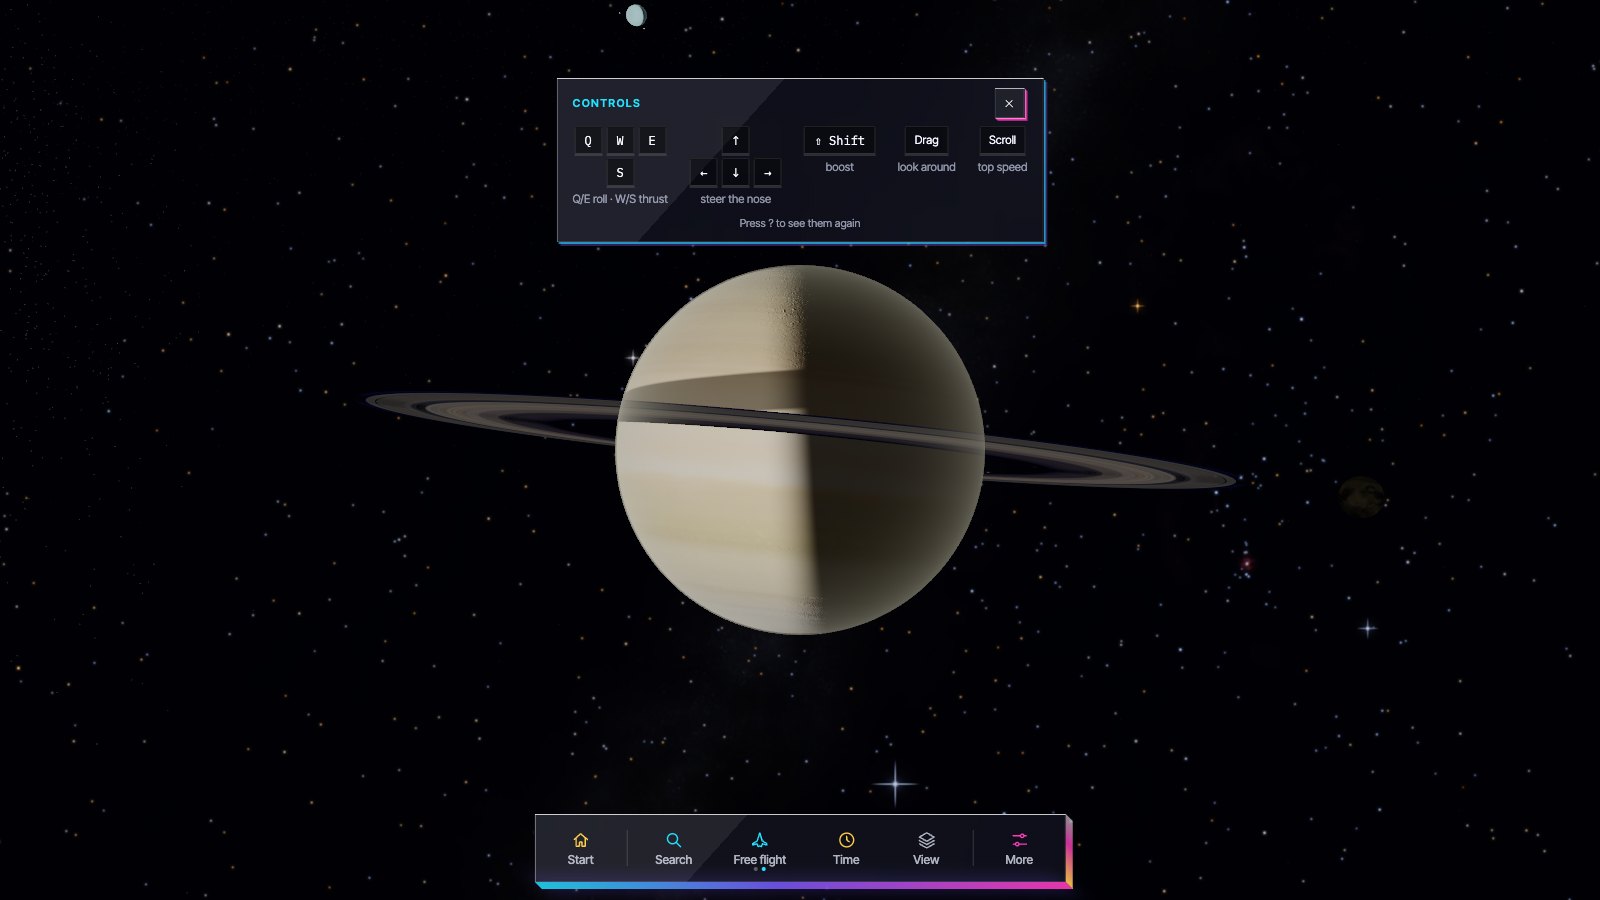 CONTROLS
×
Q W E
S
Q/E roll · W/S thrust
↑
← ↓ →
steer the nose
⇧ Shift
boost
Drag
look around
Scroll
top speed
Press ? to see them again
Start
Search
Free flight
Time
View
More